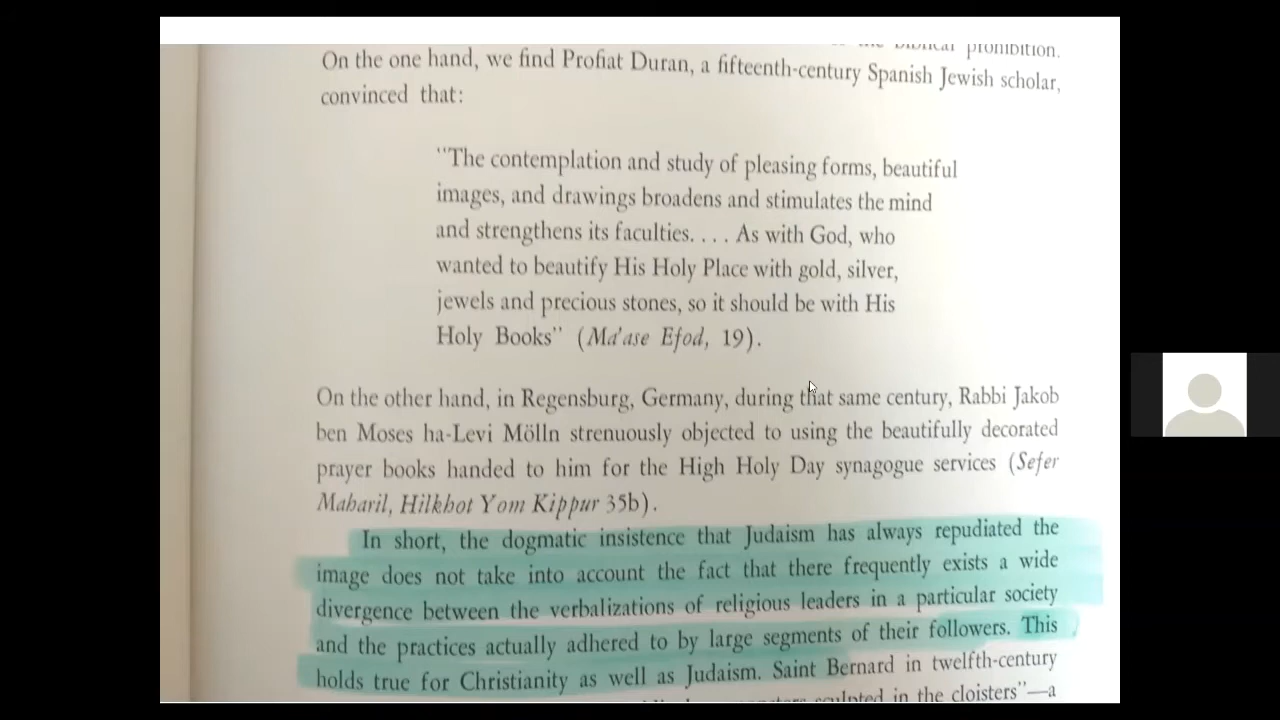 prohibition.
On the one hand, we find Profiat Duran, a fifteenth-century Spanish Jewish scholar,
convinced that:
"The contemplation and study of pleasing forms, beautiful
images, and drawings broadens and stimulates the mind
and strengthens its faculties. . . . As with God, who
wanted to beautify His Holy Place with gold, silver,
jewels and precious stones, so it should be with His
Holy Books" (Ma'ase Efod, 19).
On the other hand, in Regensburg, Germany, during that same century, Rabbi Jakob
ben Moses ha-Levi Mölln strenuously objected to using the beautifully decorated
prayer books handed to him for the High Holy Day synagogue services (Sefer
Maharil, Hilkhot Yom Kippur 35b).
In short, the dogmatic insistence that Judaism has always repudiated the
image does not take into account the fact that there frequently exists a wide
divergence between the verbalizations of religious leaders in a particular society
and the practices actually adhered to by large segments of their followers. This
holds true for Christianity as well as Judaism. Saint Bernard in twelfth-century
sculpted in the cloisters"—a